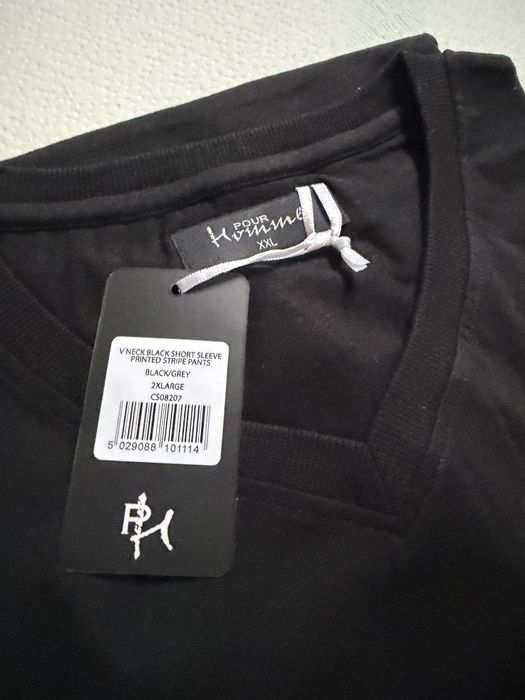 POUR
Homme
XXL
V NECK BLACK SHORT SLEEVE
PRINTED STRIPE PANTS
BLACK/GREY
2XLARGE
CS08207
5 029088 101114
PH